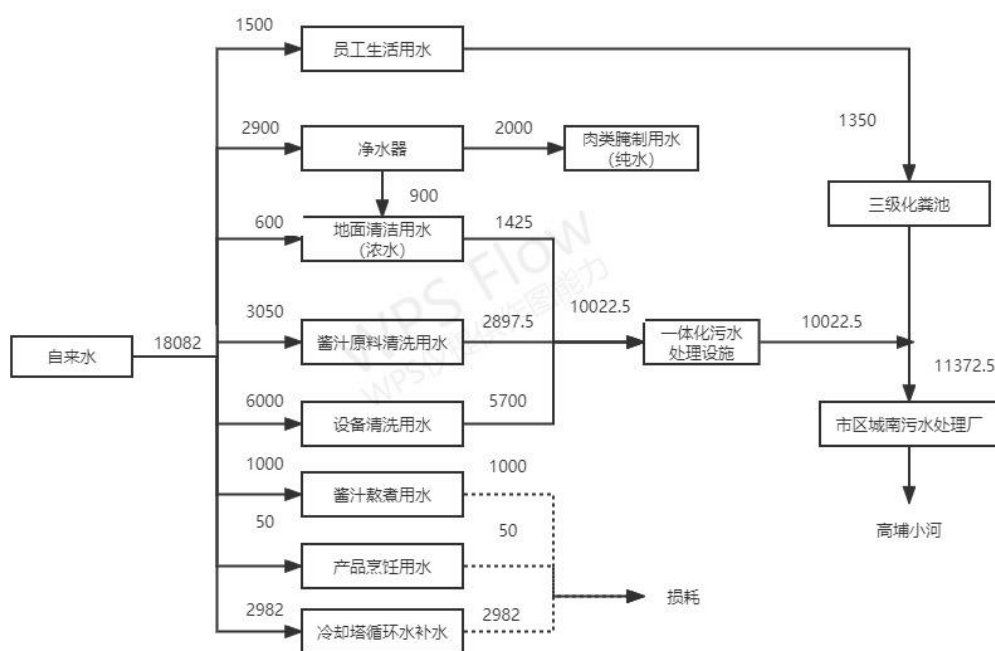 1500
员工生活用水
1350
2900
净水器
2000
肉类腌制用水
（纯水）
900
三级化粪池
600
地面清洁用水
（浓水）
1425
自来水
18082
3050
酱汁原料清洗用水
2897.5
10022.5
一体化污水
处理设施
10022.5
11372.5
6000
设备清洗用水
5700
市区城南污水处理厂
1000
酱汁熬煮用水
1000
高埔小河
50
产品烹饪用水
50
损耗
2982
冷却塔循环水补水
2982
WPS Flow